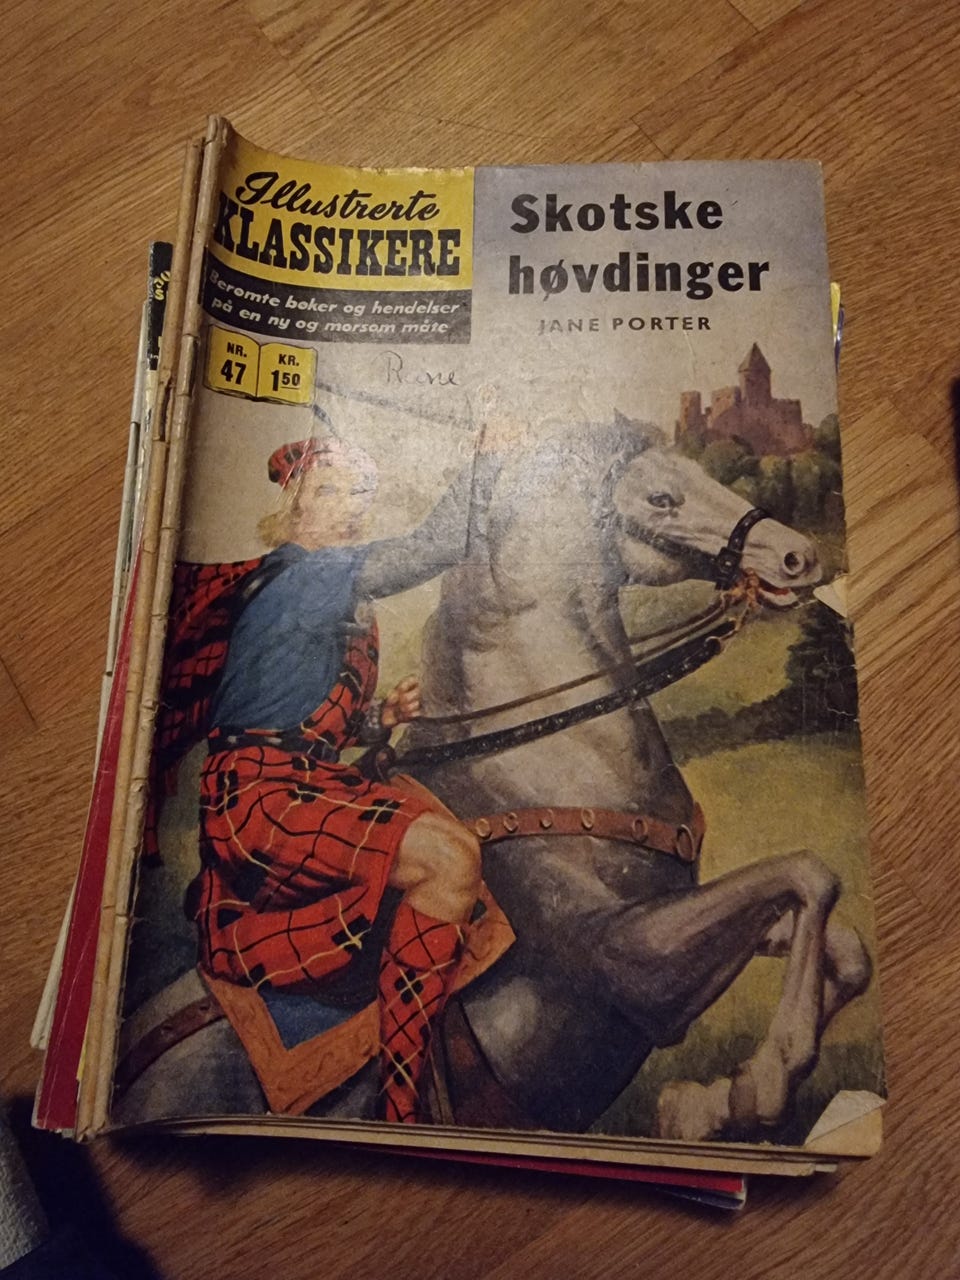 Illustrerte
KLASSIKERE
Berømte bøker og hendelser
på en ny og morsom måte
NR.
47
KR.
1 50
Skotske
høvdinger
JANE PORTER
Rune